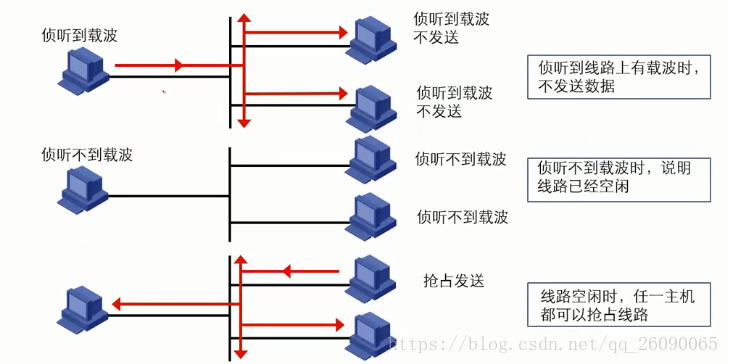 侦听到载波
侦听到载波
不发送
侦听到线路上有载波时，
不发送数据
侦听到载波
不发送
侦听不到载波
侦听不到载波
侦听不到载波时，说明
线路已经空闲
侦听不到载波
抢占发送
线路空闲时，任一主机
都可以抢占线路
https://blog.csdn.net/qq_26090065